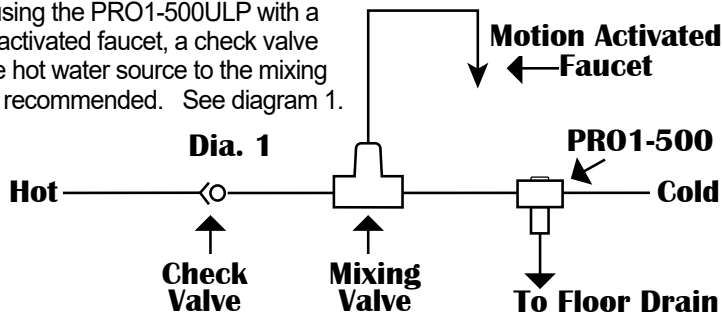 using the PRO1-500ULP with a
activated faucet, a check valve
e hot water source to the mixing
recommended. See diagram 1.
Motion Activated
Faucet
Dia. 1
PRO1-500
Hot
Cold
Check
Valve
Mixing
Valve
To Floor Drain